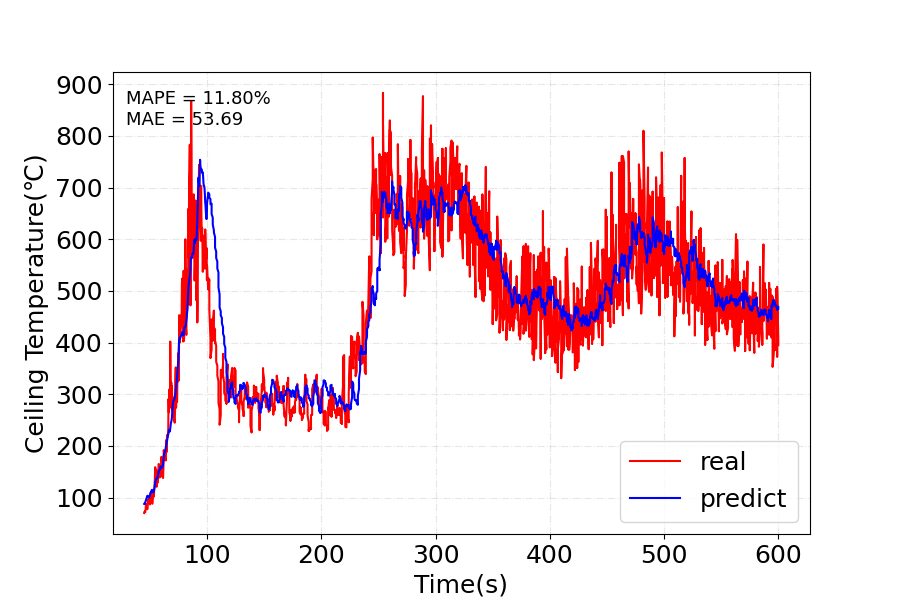 MAPE = 11.80%
MAE = 53.69
900
800
700
600
500
400
300
200
100
Ceiling Temperature(℃)
real
predict
100 200 300 400 500 600
Time(s)